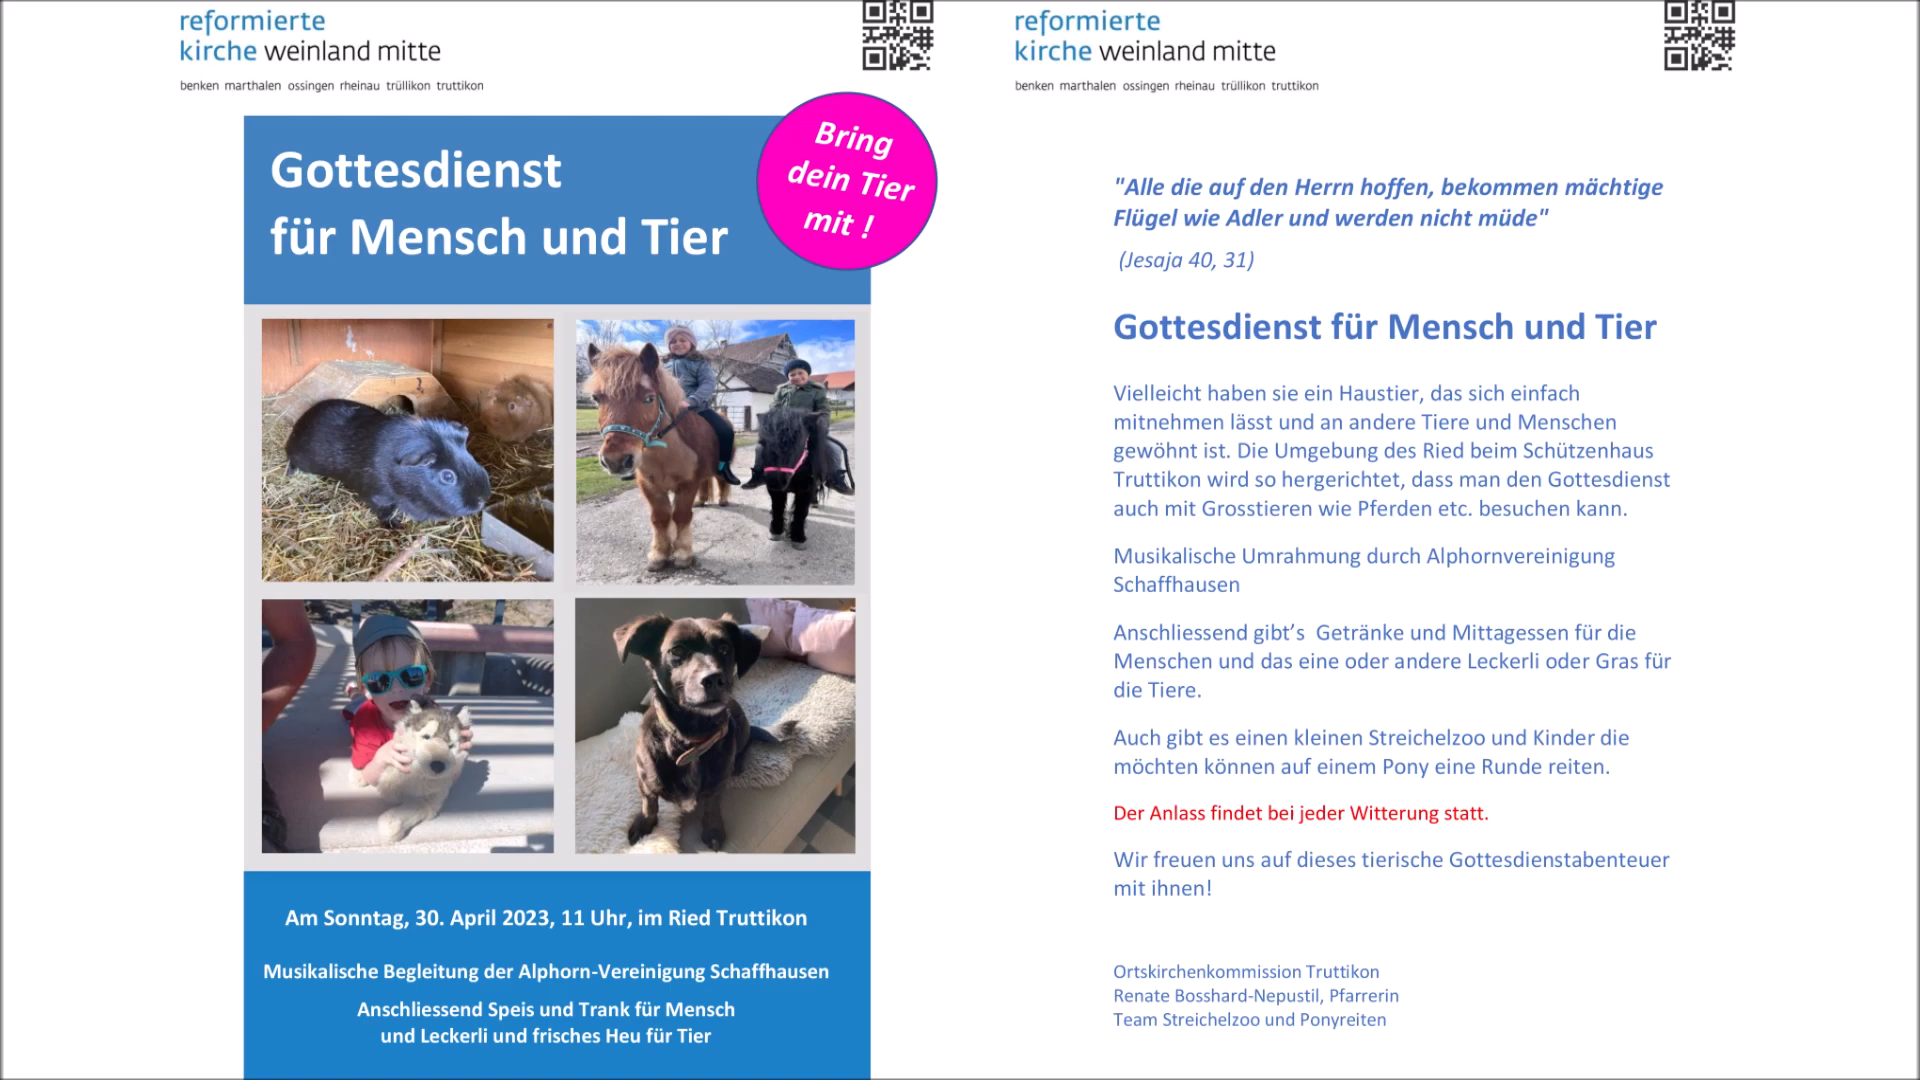 reformierte
kirche weinland mitte
benken marthalen ossingen rheinau trüllikon truttikon
Bring
dein Tier
mit !
Gottesdienst
für Mensch und Tier
Am Sonntag, 30. April 2023, 11 Uhr, im Ried Truttikon
Musikalische Begleitung der Alphorn-Vereinigung Schaffhausen
Anschliessend Speis und Trank für Mensch
und Leckerli und frisches Heu für Tier
reformierte
kirche weinland mitte
benken marthalen ossingen rheinau trüllikon truttikon
"Alle die auf den Herrn hoffen, bekommen mächtige
Flügel wie Adler und werden nicht müde"
(Jesaja 40, 31)
Gottesdienst für Mensch und Tier
Vielleicht haben sie ein Haustier, das sich einfach
mitnehmen lässt und an andere Tiere und Menschen
gewöhnt ist. Die Umgebung des Ried beim Schützenhaus
Truttikon wird so hergerichtet, dass man den Gottesdienst
auch mit Grosstieren wie Pferden etc. besuchen kann.
Musikalische Umrahmung durch Alphornvereinigung
Schaffhausen
Anschliessend gibt’s  Getränke und Mittagessen für die
Menschen und das eine oder andere Leckerli oder Gras für
die Tiere.
Auch gibt es einen kleinen Streichelzoo und Kinder die
möchten können auf einem Pony eine Runde reiten.
Der Anlass findet bei jeder Witterung statt.
Wir freuen uns auf dieses tierische Gottesdienstabenteuer
mit ihnen!
Ortskirchenkommission Truttikon
Renate Bosshard-Nepustil, Pfarrerin
Team Streichelzoo und Ponyreiten